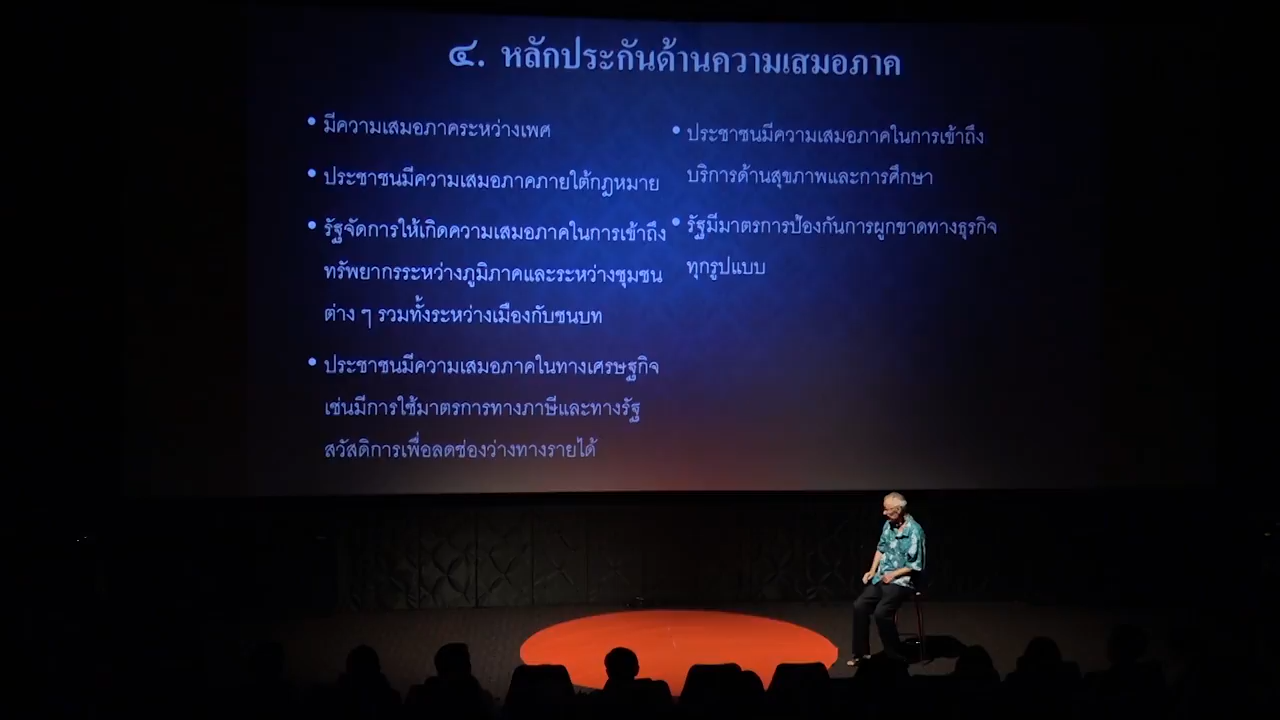 ๔. หลักประกันด้านความเสมอภาค
• มีความเสมอภาคระหว่างเพศ
• ประชาชนมีความเสมอภาคภายใต้กฎหมาย
• รัฐจัดการให้เกิดความเสมอภาคในการเข้าถึง
ทรัพยากรระหว่างภูมิภาคและระหว่างชุมชน
ต่าง ๆ รวมทั้งระหว่างเมืองกับชนบท
• ประชาชนมีความเสมอภาคในทางเศรษฐกิจ
เช่นมีการใช้มาตรการทางภาษีและทางรัฐ
สวัสดิการเพื่อลดช่องว่างทางรายได้
• ประชาชนมีความเสมอภาคในการเข้าถึง
บริการด้านสุขภาพและการศึกษา
• รัฐมีมาตรการป้องกันการผูกขาดทางธุรกิจ
ทุกรูปแบบ